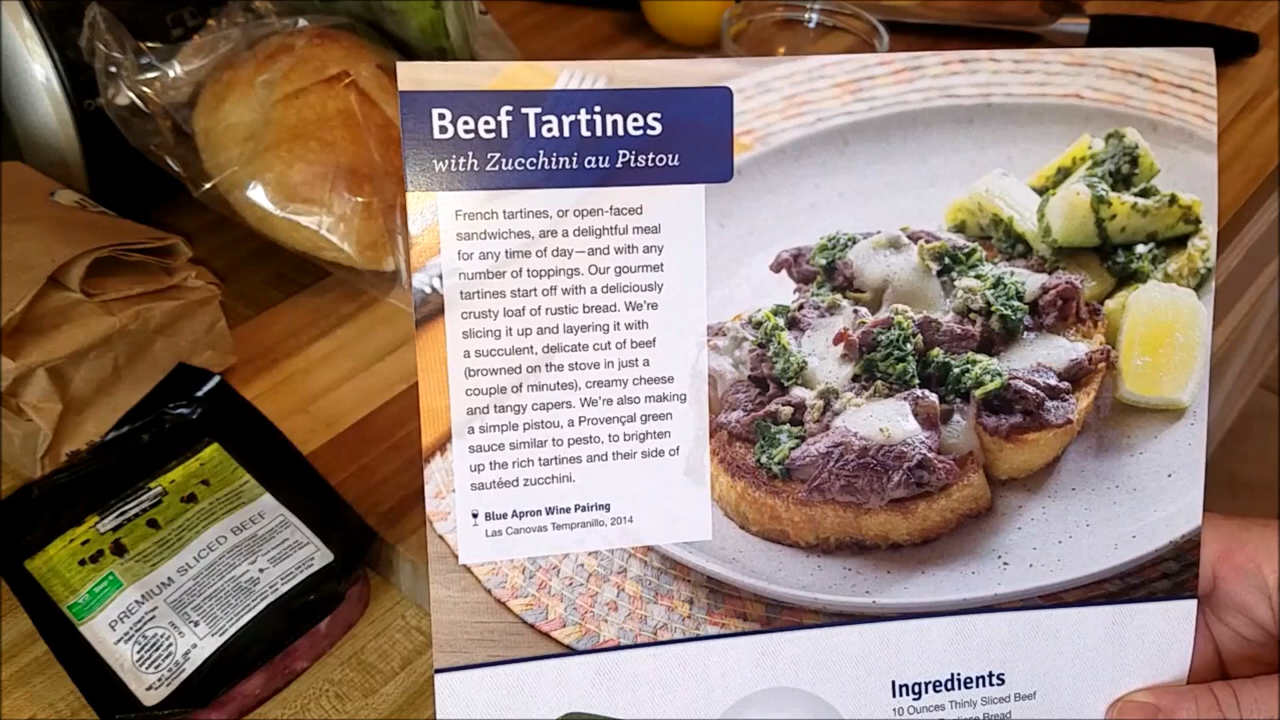 Beef Tartines
with Zucchini au Pistou
French tartines, or open-faced
sandwiches, are a delightful meal
for any time of day—and with any
number of toppings. Our gourmet
tartines start off with a deliciously
crusty loaf of rustic bread. We're
slicing it up and layering it with
a succulent, delicate cut of beef
(browned on the stove in just a
couple of minutes), creamy cheese
and tangy capers. We're also making
a simple pistou, a Provençal green
sauce similar to pesto, to brighten
up the rich tartines and their side of
sautéed zucchini.
Blue Apron Wine Pairing
Las Canovas Tempranillo, 2014
Ingredients
10 Ounces Thinly Sliced Beef
Bread
PREMIUM SLICED BEEF